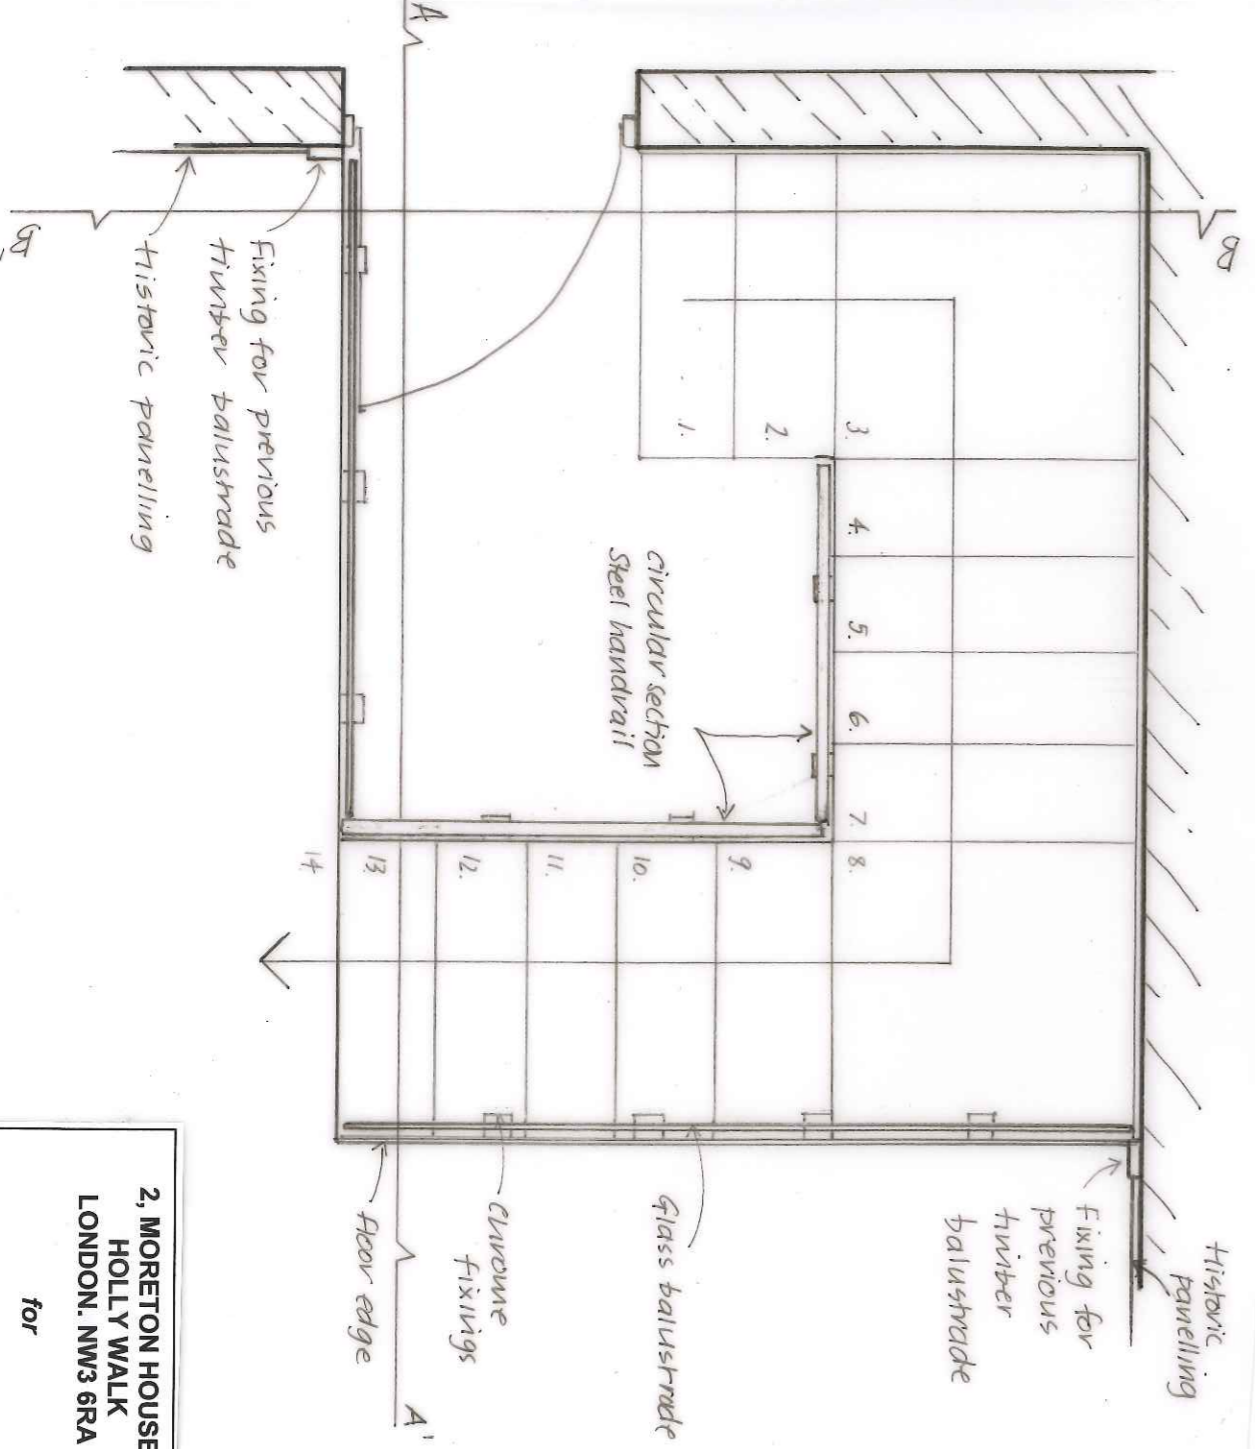 A
B
B
Historic
panelling
Fixing for
previous
timber
balustrade
Glass balustrade
chrome
fixings
floor edge
A'
Fixing for previous
timber balustrade
Historic panelling
circular section
steel handrail
1.
2.
3.
4.
5.
6.
7.
8.
9.
10.
11.
12.
13
14
2, MORETON HOUSE
HOLLY WALK
LONDON. NW3 6RA
for